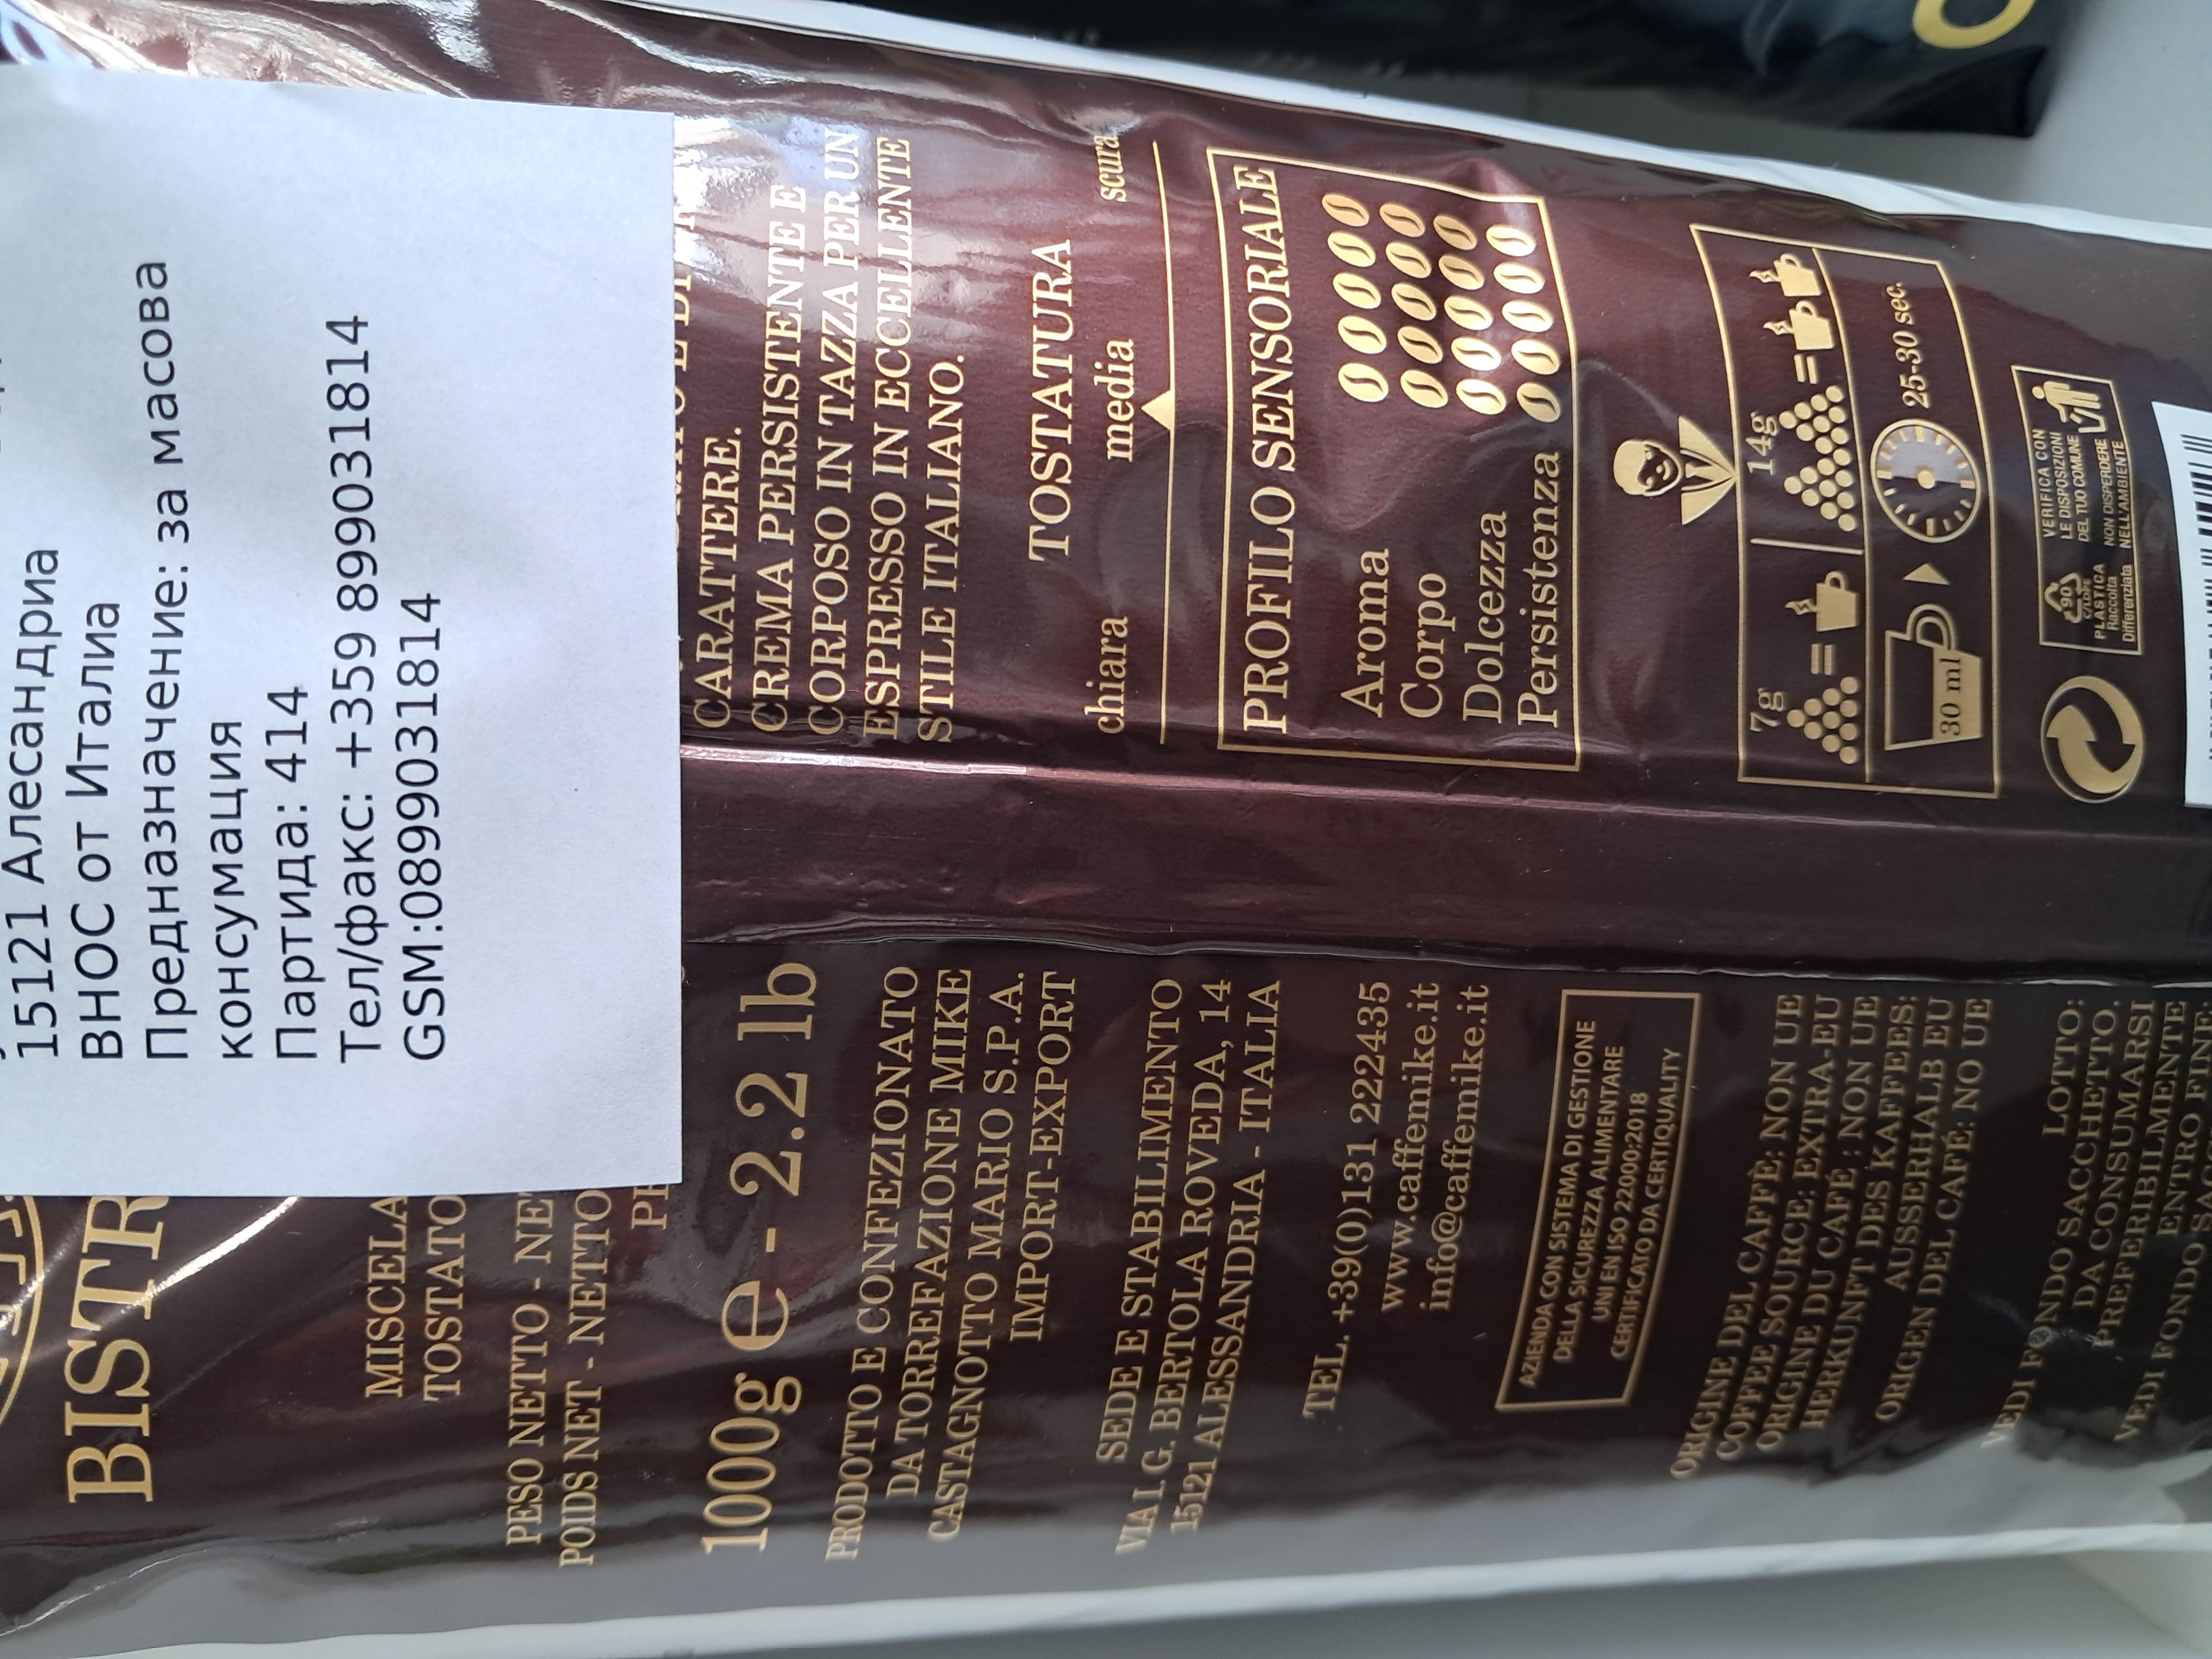 15121 Алесандриа
ВНОС от Италиа
Предназначение: за масова
консумация
Партида: 414
Тел/факс: +359 899031814
GSM:0899031814
BISTR
MISCELA
TOSTATO
PESO NETTO - NE
POIDS NET - NETTO
1000g e - 2.2 lb
PRODOTTO E CONFEZIONATO
DA TORREFAZIONE MIKE
CASTAGNOTTO MARIO S.P.A.
IMPORT-EXPORT
SEDE E STABILIMENTO
VIA I. G. BERTOLA ROVEDA, 14
15121 ALESSANDRIA - ITALIA
TEL. +39(0)131 222435
www.caffemike.it
info@caffemike.it
AZIENDA CON SISTEMA DI GESTIONE
DELLA SICUREZZA ALIMENTARE
UNI EN ISO 22000:2018
CERTIFICATO DA CERTIQUALITY
ORIGINE DEL CAFFÈ: NON UE
COFFEE SOURCE: EXTRA-EU
ORIGINE DU CAFÉ : NON UE
HERKUNFT DES KAFFEES:
AUSSERHALB EU
ORIGEN DEL CAFÉ: NO UE
LOTTO:
VEDI FONDO SACCHETTO.
DA CONSUMARSI
PREFERIBILMENTE
ENTRO FINE
VEDI FONDO
CARATTERE.
CREMA PERSISTENTE E
CORPOSO IN TAZZA PER UN
ESPRESSO IN ECCELLENTE
STILE ITALIANO.
TOSTATURA
chiara media scura
PROFILO SENSORIALE
Aroma
Corpo
Dolcezza
Persistenza
7g = 14g =
30 ml 25-30 sec.
90
C/LDPE
PLASTICA
Raccolta
Differenziata
VERIFICA CON
LE DISPOSIZIONI
DEL TUO COMUNE
NON DISPERDERE
NELL'AMBIENTE